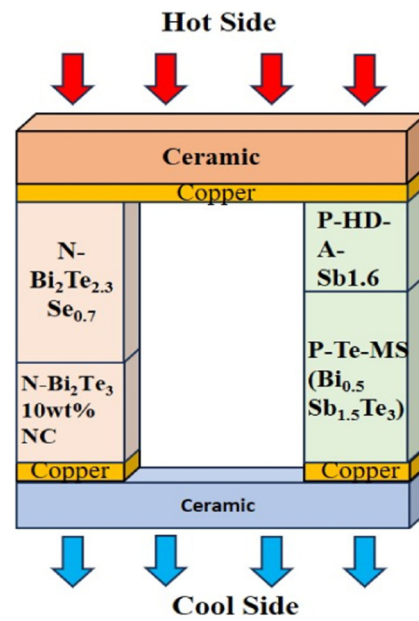 Hot Side
Ceramic
Copper
N-
Bi₂Te₂.₃
Se₀.₇
P-HD-
A-
Sb1.6
N-Bi₂Te₃
10wt%
NC
P-Te-MS
(Bi₀.₅
Sb₁.₅Te₃)
Copper
Copper
Ceramic
Cool Side